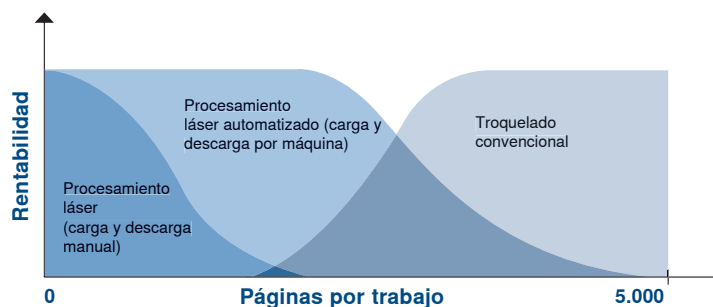 Rentabilidad
Procesamiento
láser automatizado (carga y
descarga por máquina)
Troquelado
convencional
Procesamiento
láser
(carga y descarga
manual)
0
Páginas por trabajo
5.000